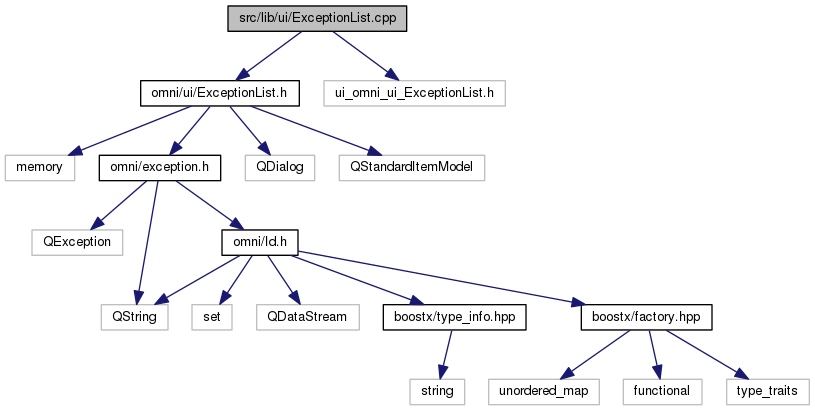 src/lib/ui/ExceptionList.cpp
omni/ui/ExceptionList.h
ui_omni_ui_ExceptionList.h
memory
omni/exception.h
QDialog
QStandardItemModel
QException
omni/Id.h
QString
set
QDataStream
boostx/type_info.hpp
boostx/factory.hpp
string
unordered_map
functional
type_traits